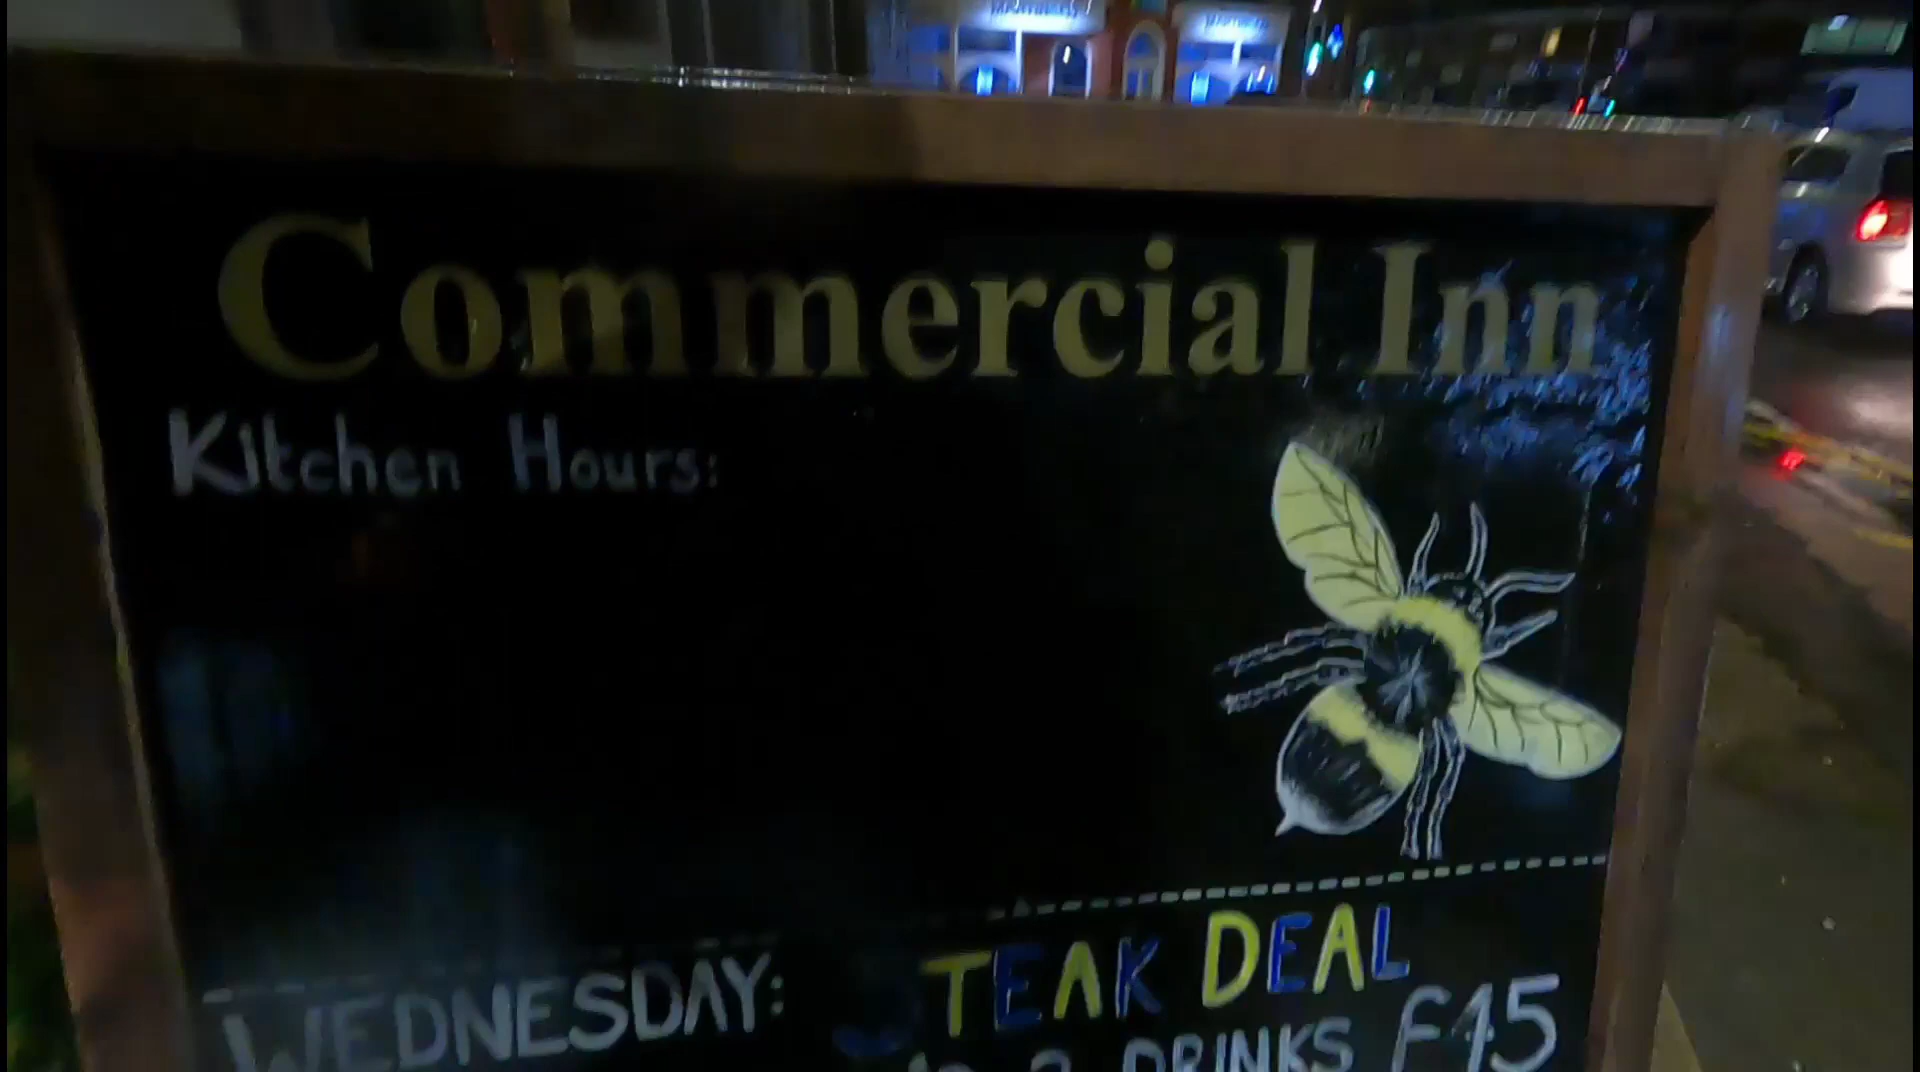 Commercial Inn
Kitchen Hours:
WEDNESDAY: STEAK DEAL
2 DRINKS £15